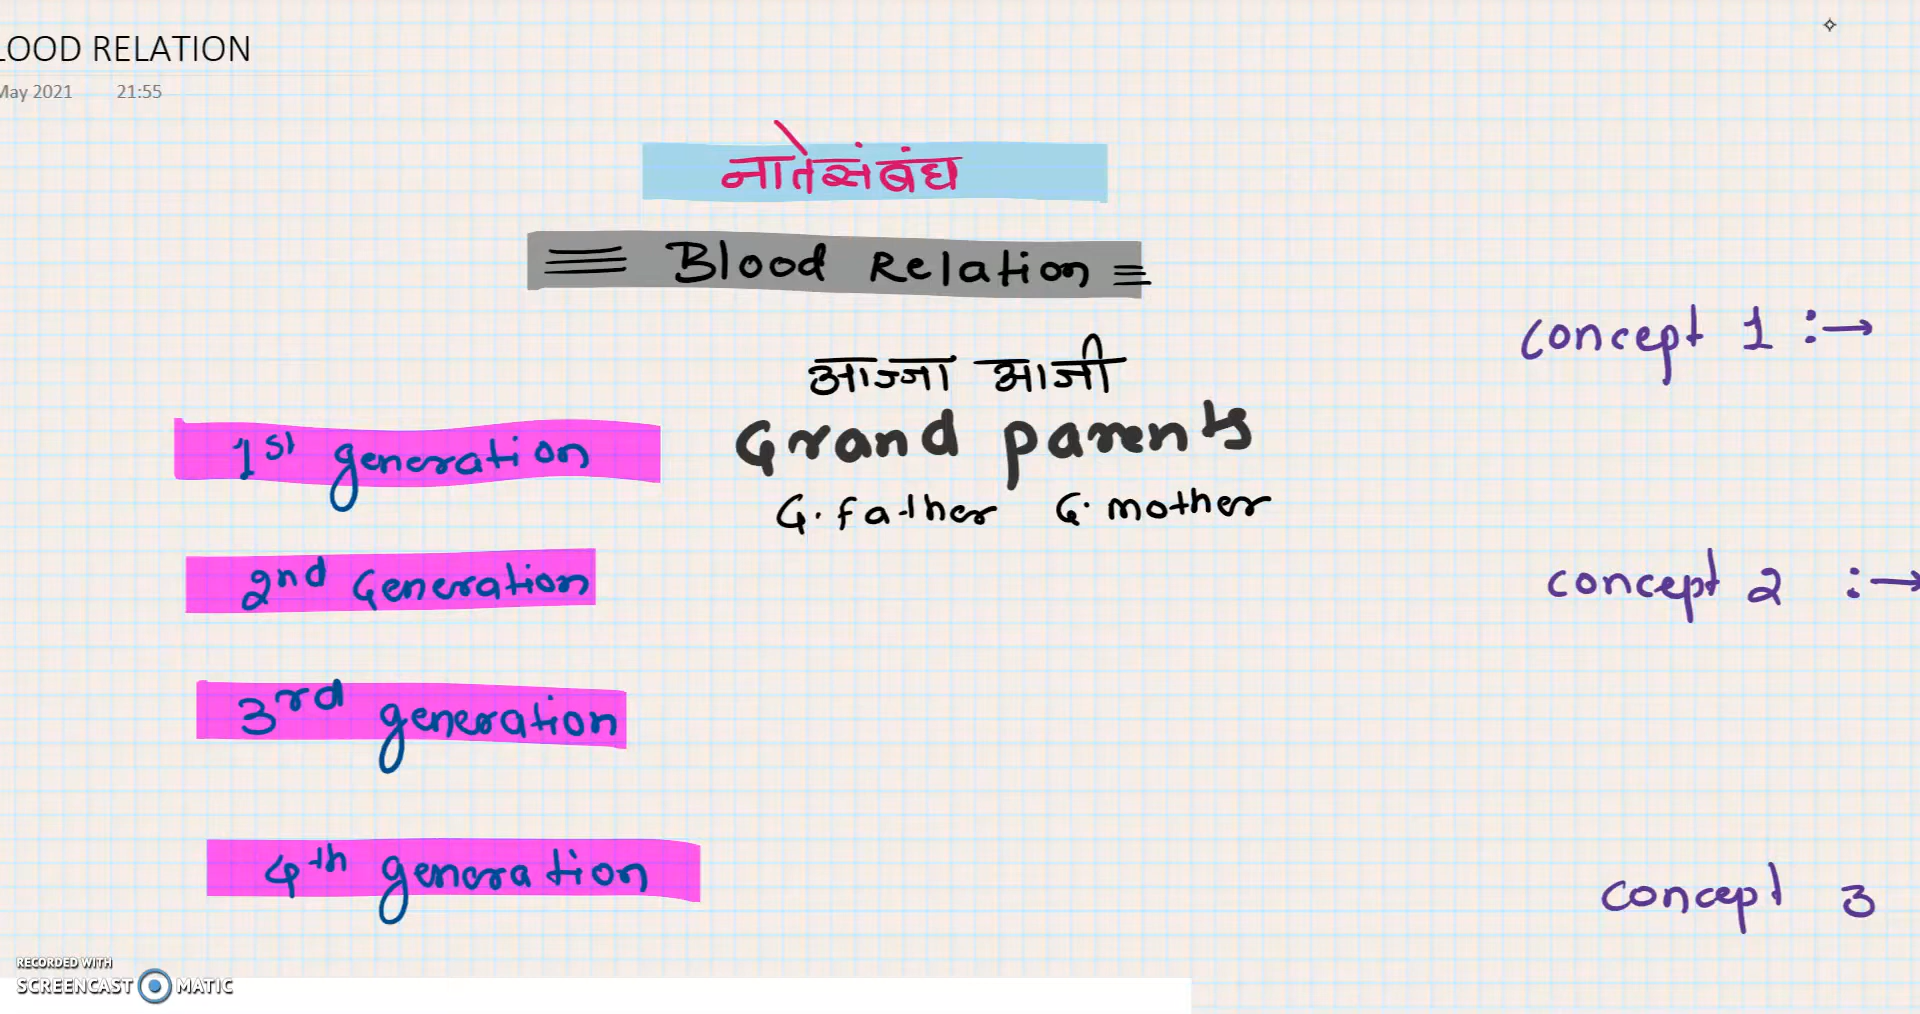 LOOD RELATION
May 2021 21:55
नातेसंबंध
Blood Relation
concept 1 :→
आज्जा आजी
1st generation
Grand parents
G. father G. mother
2nd Generation
concept 2 :→
3rd generation
4th generation
concept 3
RECORDED WITH
SCREENCAST MATIC